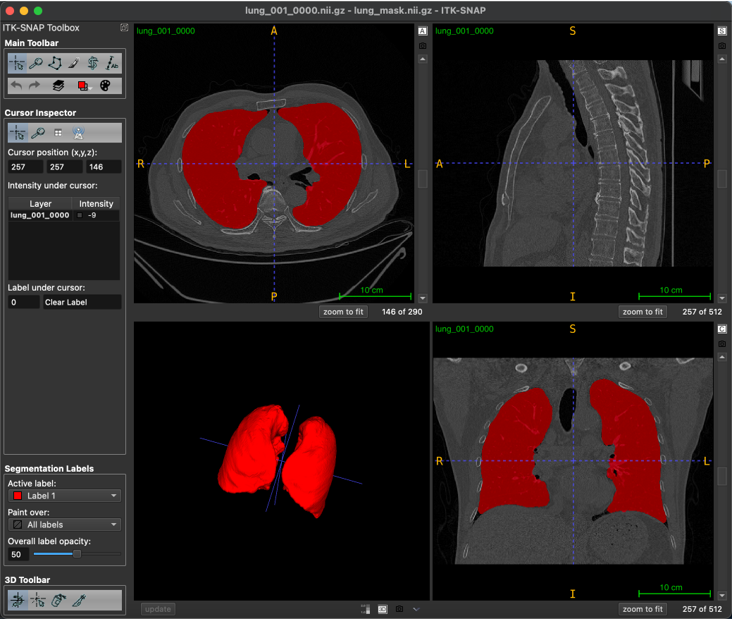 lung_001_0000.nii.gz - lung_mask.nii.gz - ITK-SNAP
ITK-SNAP Toolbox
Main Toolbar
Cursor Inspector
Cursor position (x,y,z):
257 257 146
Intensity under cursor:
Layer Intensity
lung_001_0000 -9
Label under cursor:
0 Clear Label
Segmentation Labels
Active label:
Label 1
Paint over:
All labels
Overall label opacity:
50
3D Toolbar
lung_001_0000
A
A
R
L
P
10 cm
zoom to fit 146 of 290
lung_001_0000
S
S
A
P
I
10 cm
zoom to fit 257 of 512
update
3D
lung_001_0000
S
C
R
L
I
10 cm
zoom to fit 257 of 512